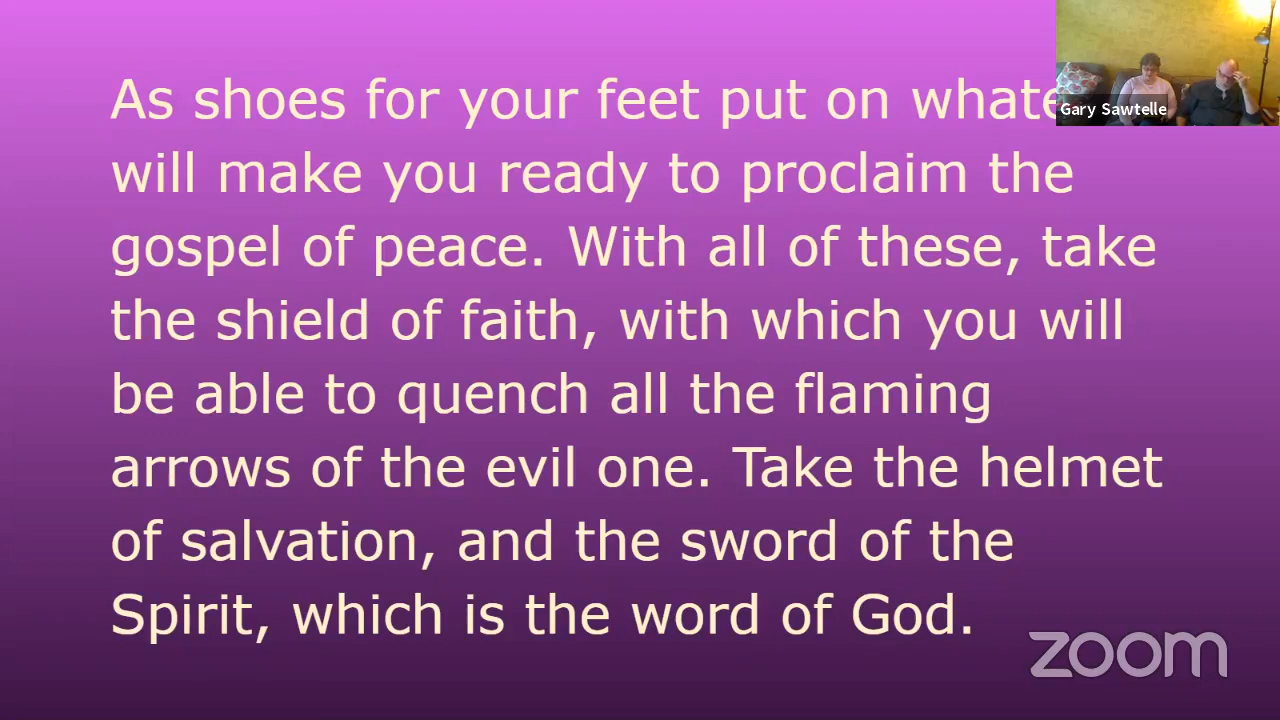 As shoes for your feet put on
will make you ready to proclaim the
gospel of peace. With all of these, take
the shield of faith, with which you will
be able to quench all the flaming
arrows of the evil one. Take the helmet
of salvation, and the sword of the
Spirit, which is the word of God.
Gary Sawtelle
zoom